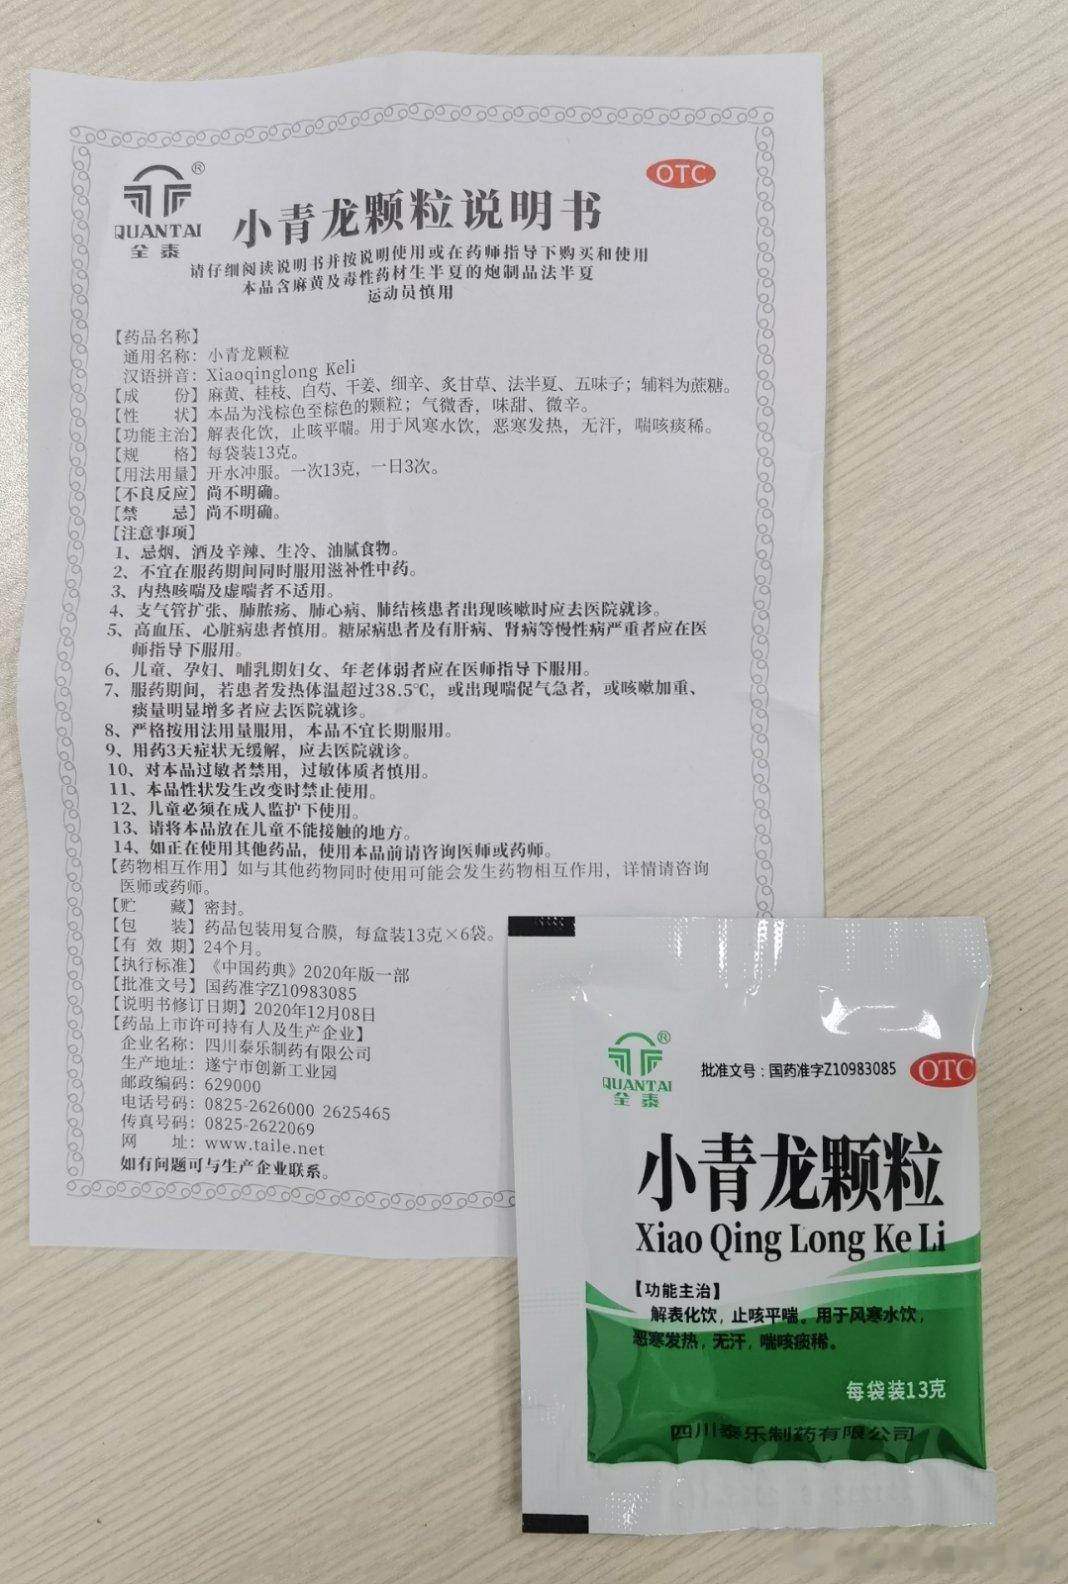 QUANTAI
全泰
®
OTC
小青龙颗粒说明书
请仔细阅读说明书并按说明使用或在药师指导下购买和使用
本品含麻黄及毒性药材生半夏的炮制品法半夏
运动员慎用
【药品名称】
通用名称：小青龙颗粒
汉语拼音：Xiaoqinglong Keli
【成　　份】麻黄、桂枝、白芍、干姜、细辛、炙甘草、法半夏、五味子；辅料为蔗糖。
【性　　状】本品为浅棕色至棕色的颗粒；气微香，味甜、微辛。
【功能主治】解表化饮，止咳平喘。用于风寒水饮，恶寒发热，无汗，喘咳痰稀。
【规　　格】每袋装13克。
【用法用量】开水冲服。一次13克，一日3次。
【不良反应】尚不明确。
【禁　　忌】尚不明确。
【注意事项】
1、忌烟、酒及辛辣、生冷、油腻食物。
2、不宜在服药期间同时服用滋补性中药。
3、内热咳喘及虚喘者不适用。
4、支气管扩张、肺脓疡、肺心病、肺结核患者出现咳嗽时应去医院就诊。
5、高血压、心脏病患者慎用。糖尿病患者及有肝病、肾病等慢性病严重者应在医
师指导下服用。
6、儿童、孕妇、哺乳期妇女、年老体弱者应在医师指导下服用。
7、服药期间，若患者发热体温超过38.5℃，或出现喘促气急者，或咳嗽加重、
痰量明显增多者应去医院就诊。
8、严格按用法用量服用，本品不宜长期服用。
9、用药3天症状无缓解，应去医院就诊。
10、对本品过敏者禁用，过敏体质者慎用。
11、本品性状发生改变时禁止使用。
12、儿童必须在成人监护下使用。
13、请将本品放在儿童不能接触的地方。
14、如正在使用其他药品，使用本品前请咨询医师或药师。
【药物相互作用】如与其他药物同时使用可能会发生药物相互作用，详情请咨询
医师或药师。
【贮　　藏】密封。
【包　　装】药品包装用复合膜，每盒装13克×6袋。
【有 效 期】24个月。
【执行标准】《中国药典》2020年版一部
【批准文号】国药准字Z10983085
【说明书修订日期】2020年12月08日
【药品上市许可持有人及生产企业】
企业名称：四川泰乐制药有限公司
生产地址：遂宁市创新工业园
邮政编码：629000
电话号码：0825-2626000 2625465
传真号码：0825-2622069
网　　址：www.taile.net
如有问题可与生产企业联系。
®
QUANTAI
全泰
批准文号：国药准字Z10983085
OTC
小青龙颗粒
Xiao Qing Long Ke Li
【功能主治】
解表化饮，止咳平喘。用于风寒水饮，
恶寒发热，无汗，喘咳痰稀。
每袋装13克
四川泰乐制药有限公司